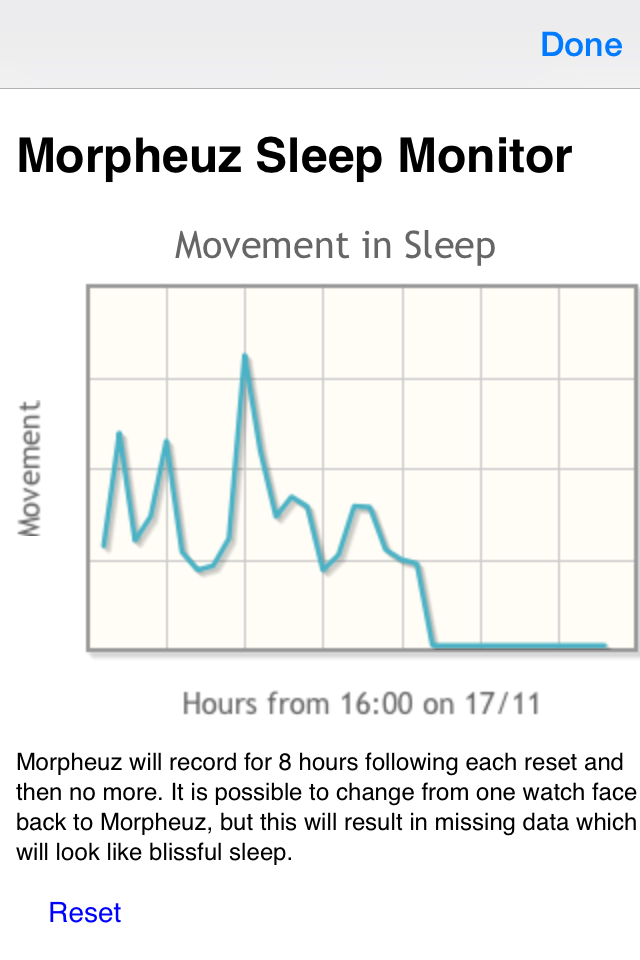 Done
Morpheuz Sleep Monitor
Movement in Sleep
Movement
Hours from 16:00 on 17/11
Morpheuz will record for 8 hours following each reset and
then no more. It is possible to change from one watch face
back to Morpheuz, but this will result in missing data which
will look like blissful sleep.
Reset